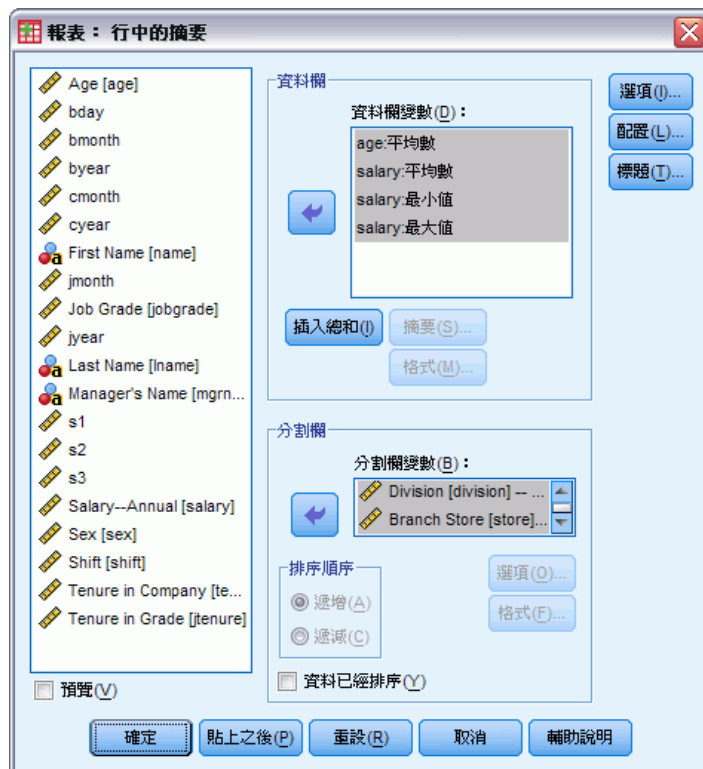 報表： 行中的摘要
Age [age]
bday
bmonth
byear
cmonth
cyear
First Name [name]
jmonth
Job Grade [jobgrade]
jyear
Last Name [lname]
Manager's Name [mgrn...
s1
s2
s3
Salary--Annual [salary]
Sex [sex]
Shift [shift]
Tenure in Company [te...
Tenure in Grade [jtenure]
預覽(V)
資料欄
資料欄變數(D)：
age:平均數
salary:平均數
salary:最小值
salary:最大值
插入總和(I)
摘要(S)...
格式(M)...
分割欄
分割欄變數(B)：
Division [division] -- ...
Branch Store [store]...
排序順序
遞增(A)
遞減(C)
選項(O)...
格式(F)...
資料已經排序(Y)
選項(I)...
配置(L)...
標題(T)...
確定
貼上之後(P)
重設(R)
取消
輔助說明